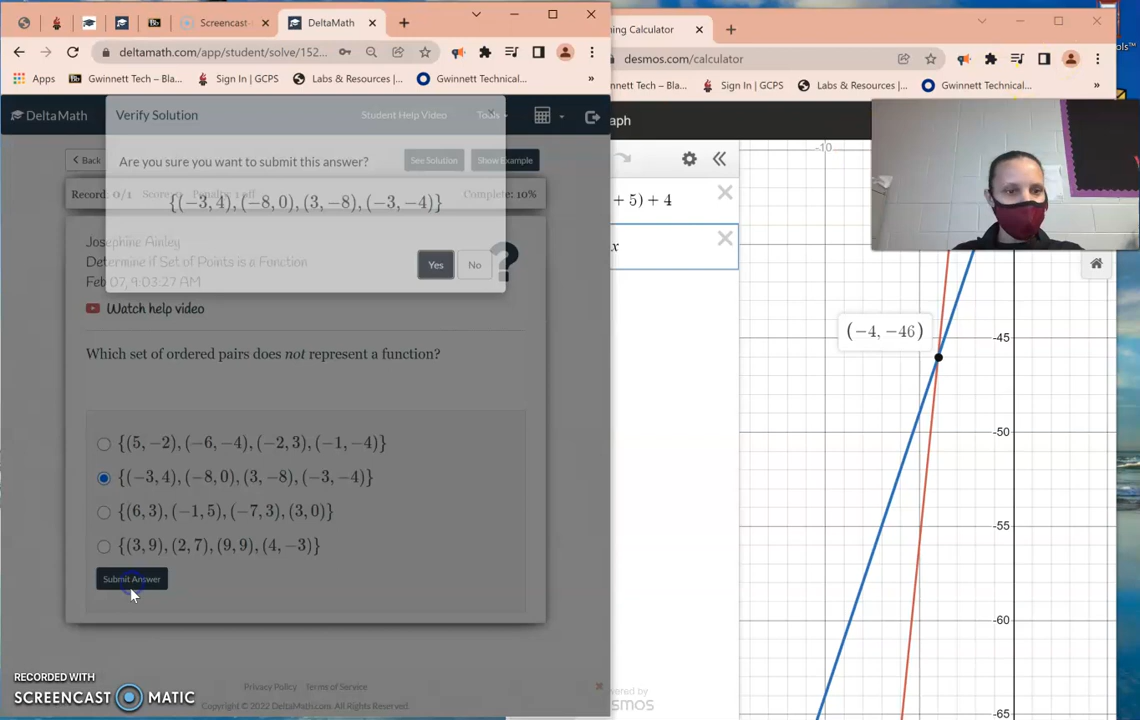 Screencast-
DeltaMath
deltamath.com/app/student/solve/152...
Apps
Gwinnett Tech – Bla...
Sign In | GCPS
Labs & Resources |...
Gwinnett Technical...
»
ing Calculator
desmos.com/calculator
nett Tech – Bla...
Sign In | GCPS
Labs & Resources |...
Gwinnett Technical...
DeltaMath
Verify Solution
Student Help Video
Tools
Back
Are you sure you want to submit this answer?
See Solution
Show Example
Complete: 10%
{(−3, 4), (−8, 0), (3, −8), (−3, −4)}
Yes
No
Josephine Ainley
Determine if Set of Points is a Function
Feb 07, 9:03:27 AM
Watch help video
Which set of ordered pairs does not represent a function?
{(5, −2), (−6, −4), (−2, 3), (−1, −4)}
{(−3, 4), (−8, 0), (3, −8), (−3, −4)}
{(6, 3), (−1, 5), (−7, 3), (3, 0)}
{(3, 9), (2, 7), (9, 9), (4, −3)}
Submit Answer
Privacy Policy
Terms of Service
Copyright © 2022 DeltaMath.com. All Rights Reserved.
RECORDED WITH
SCREENCAST MATIC
aph
+ 5) + 4
x
-10
(−4, −46)
-45
-50
-55
-60
-65